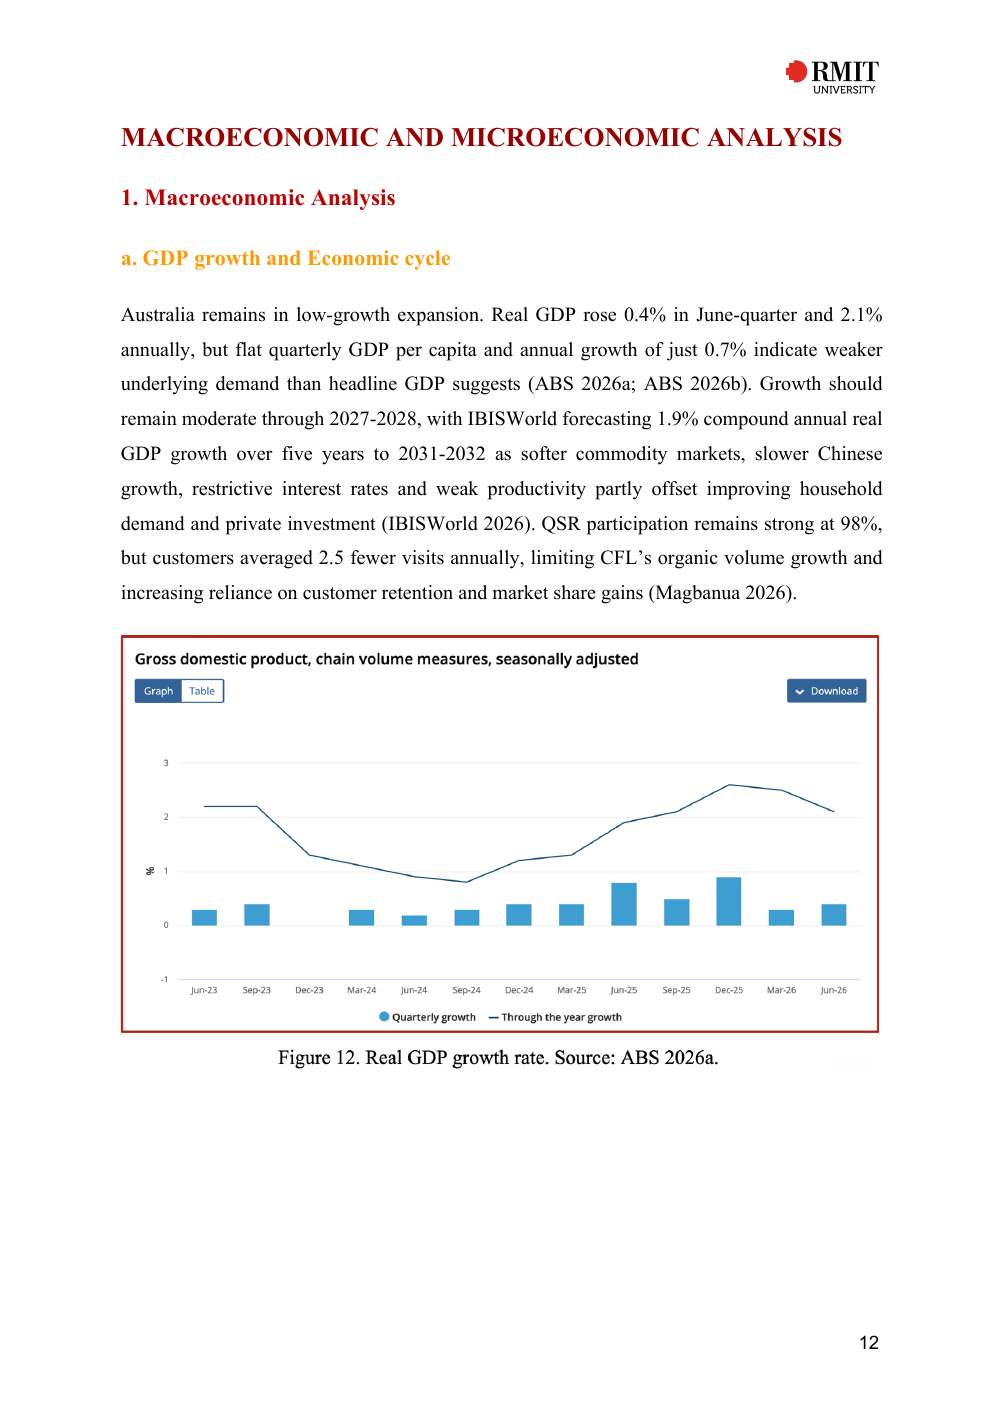 RMIT
UNIVERSITY
MACROECONOMIC AND MICROECONOMIC ANALYSIS
1. Macroeconomic Analysis
a. GDP growth and Economic cycle
Australia remains in low-growth expansion. Real GDP rose 0.4% in June-quarter and 2.1%
annually, but flat quarterly GDP per capita and annual growth of just 0.7% indicate weaker
underlying demand than headline GDP suggests (ABS 2026a; ABS 2026b). Growth should
remain moderate through 2027-2028, with IBISWorld forecasting 1.9% compound annual real
GDP growth over five years to 2031-2032 as softer commodity markets, slower Chinese
growth, restrictive interest rates and weak productivity partly offset improving household
demand and private investment (IBISWorld 2026). QSR participation remains strong at 98%,
but customers averaged 2.5 fewer visits annually, limiting CFL’s organic volume growth and
increasing reliance on customer retention and market share gains (Magbanua 2026).
Gross domestic product, chain volume measures, seasonally adjusted
Graph Table Download
3
2
% 1
0
-1
Jun-23 Sep-23 Dec-23 Mar-24 Jun-24 Sep-24 Dec-24 Mar-25 Jun-25 Sep-25 Dec-25 Mar-26 Jun-26
Quarterly growth Through the year growth
Figure 12. Real GDP growth rate. Source: ABS 2026a.
12